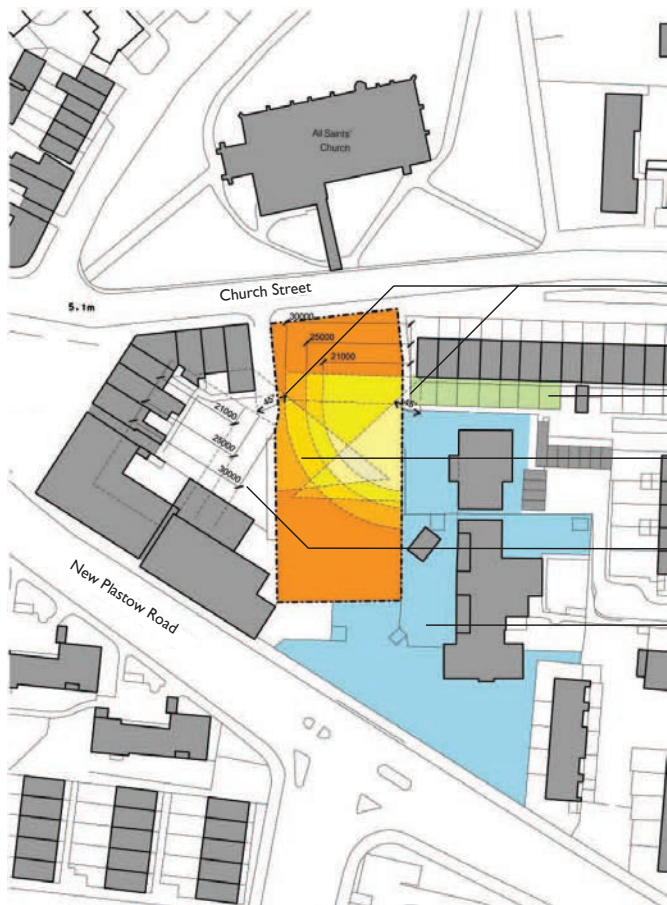 All Saints'
Church
Church Street
5.1m
30000
25000
21000
45°
45°
21000
25000
30000
New Plastow Road